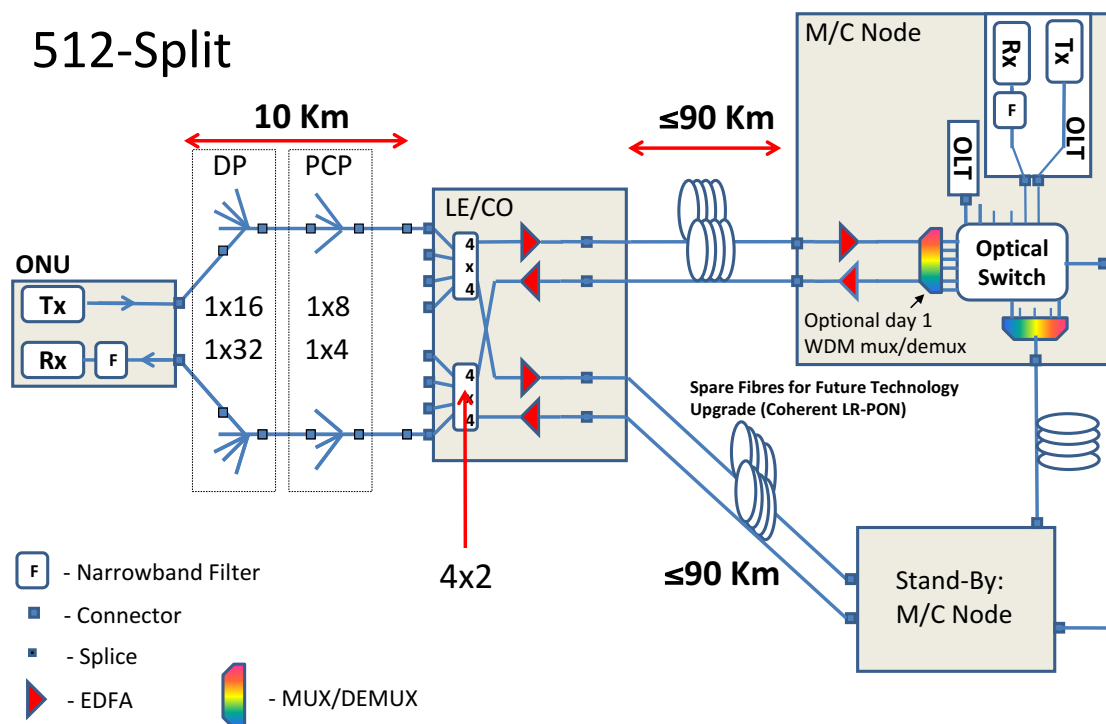 512-Split
10 Km
≤90 Km
M/C Node
Rx
Tx
F
OLT
OLT
DP
PCP
LE/CO
4
x
4
Optical
Switch
ONU
Tx
Rx
F
1x16
1x32
1x8
1x4
4
x
4
Optional day 1
WDM mux/demux
Spare Fibres for Future Technology
Upgrade (Coherent LR-PON)
4x2
≤90 Km
Stand-By:
M/C Node
F
- Narrowband Filter
- Connector
- Splice
- EDFA
- MUX/DEMUX